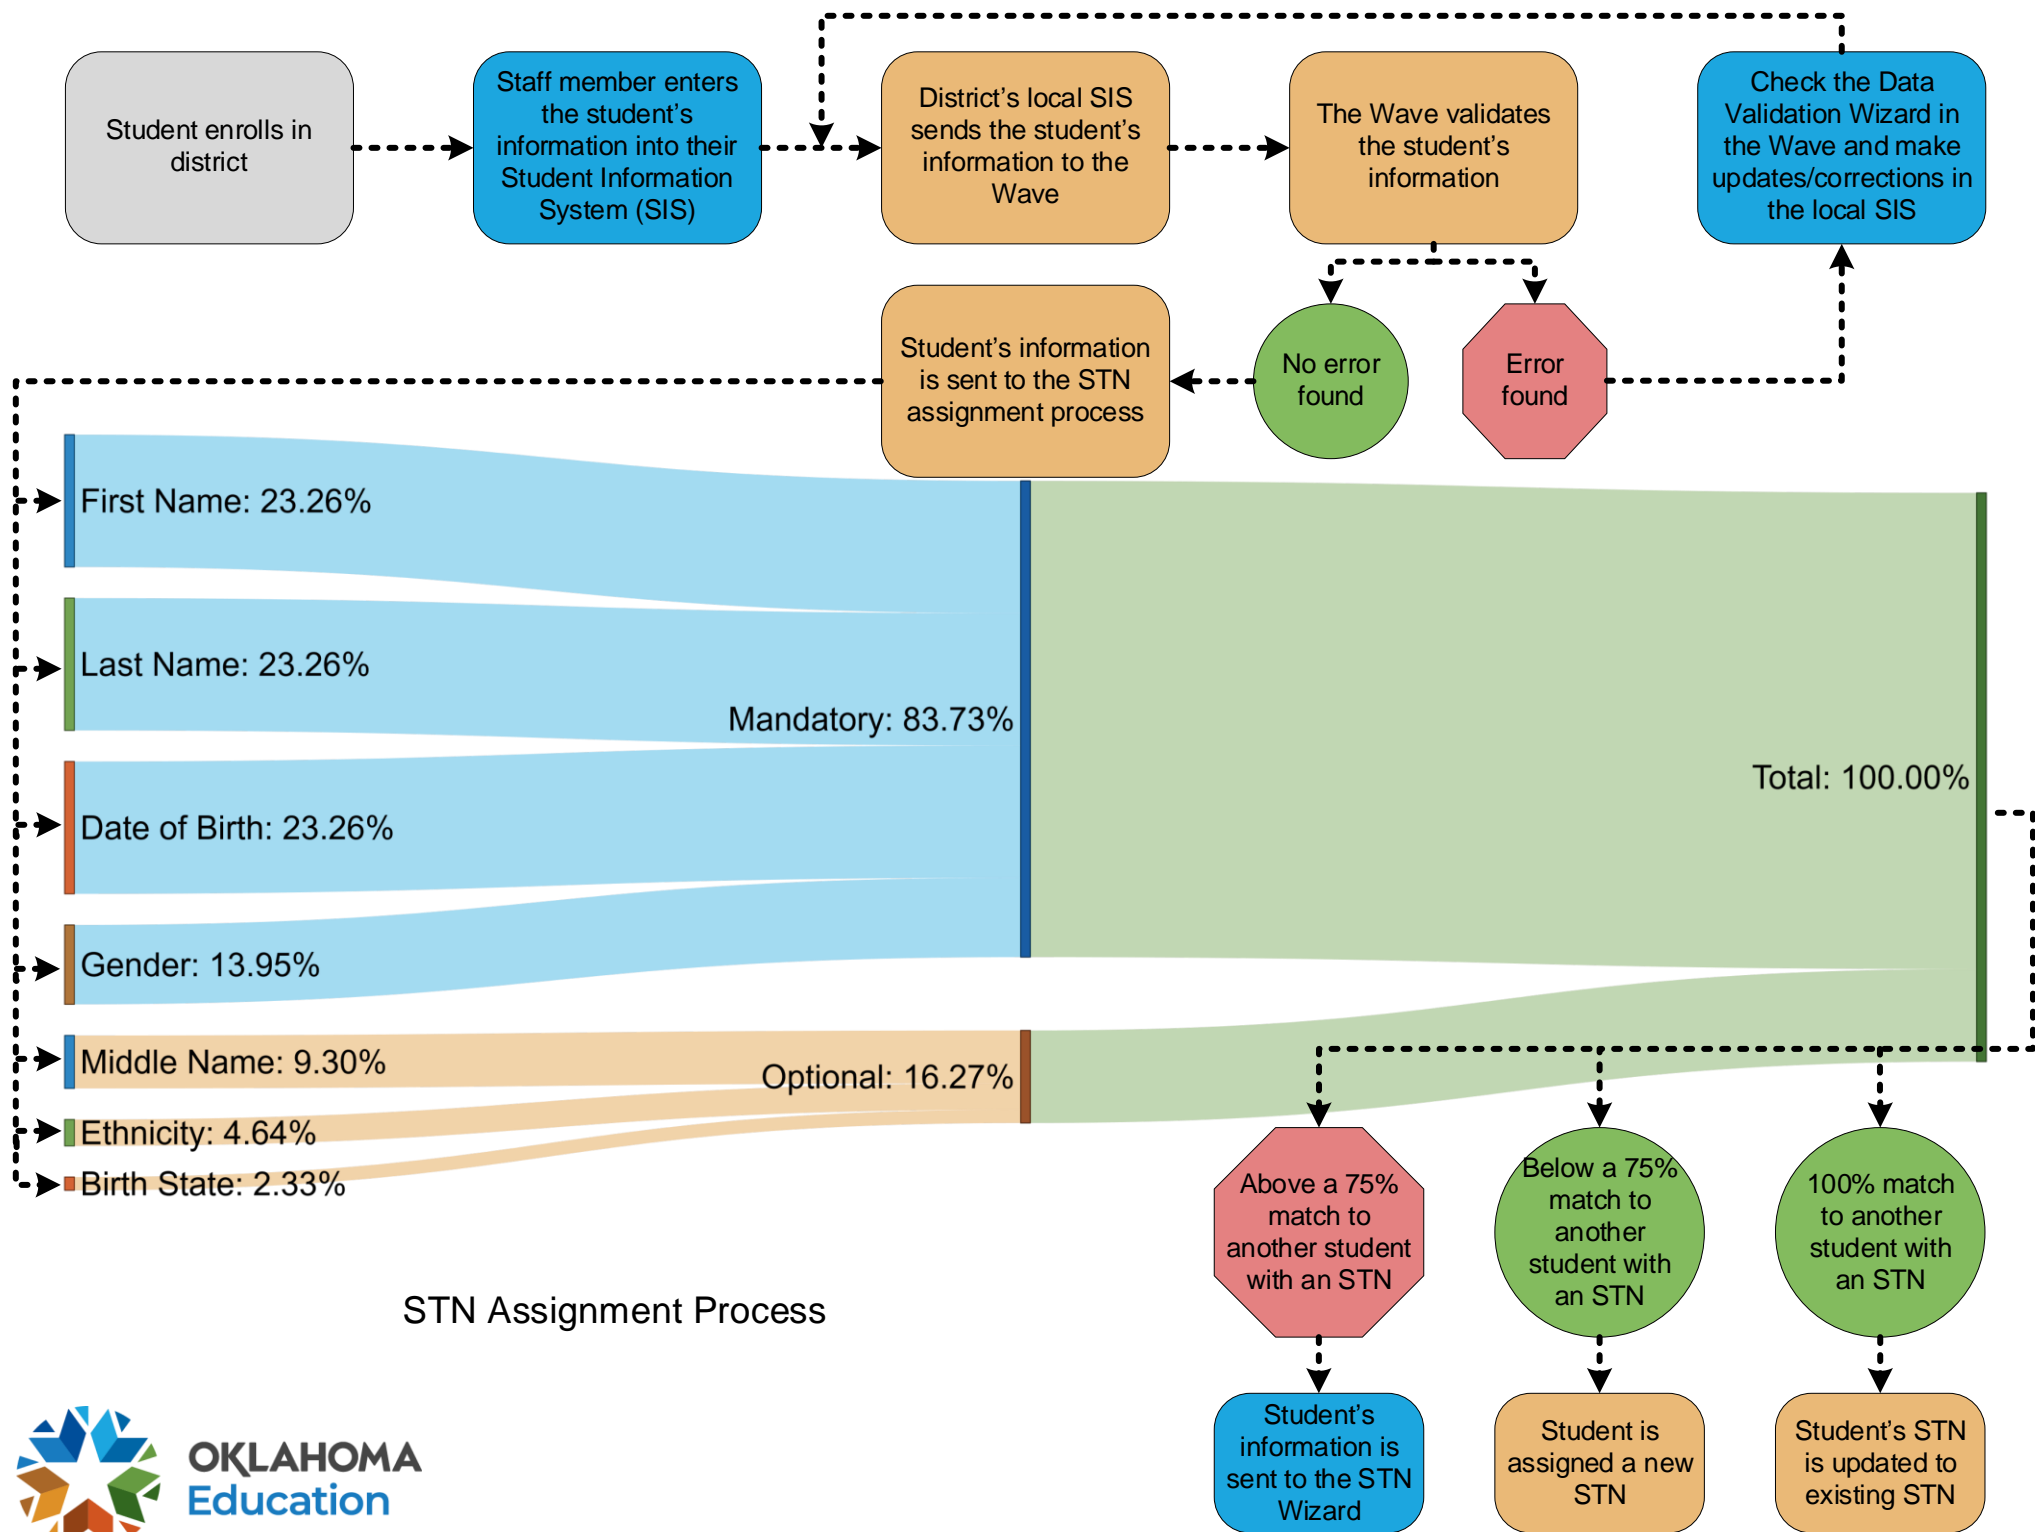 Student enrolls in
district
Staff member enters
the student's
information into their
Student Information
System (SIS)
District's local SIS
sends the student's
information to the
Wave
The Wave validates
the student's
information
Check the Data
Validation Wizard in
the Wave and make
updates/corrections in
the local SIS
Student's information
is sent to the STN
assignment process
No error
found
Error
found
First Name: 23.26%
Last Name: 23.26%
Mandatory: 83.73%
Total: 100.00%
Date of Birth: 23.26%
Gender: 13.95%
Middle Name: 9.30%
Optional: 16.27%
Ethnicity: 4.64%
Birth State: 2.33%
Above a 75%
match to
another student
with an STN
Below a 75%
match to
another
student with
an STN
100% match
to another
student with
an STN
STN Assignment Process
Student's
information is
sent to the STN
Wizard
Student is
assigned a new
STN
Student's STN
is updated to
existing STN
OKLAHOMA
Education